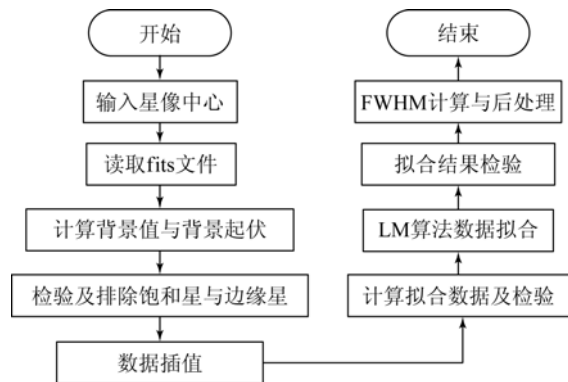 开始
输入星像中心
读取fits文件
计算背景值与背景起伏
检验及排除饱和星与边缘星
数据插值
计算拟合数据及检验
LM算法数据拟合
拟合结果检验
FWHM计算与后处理
结束